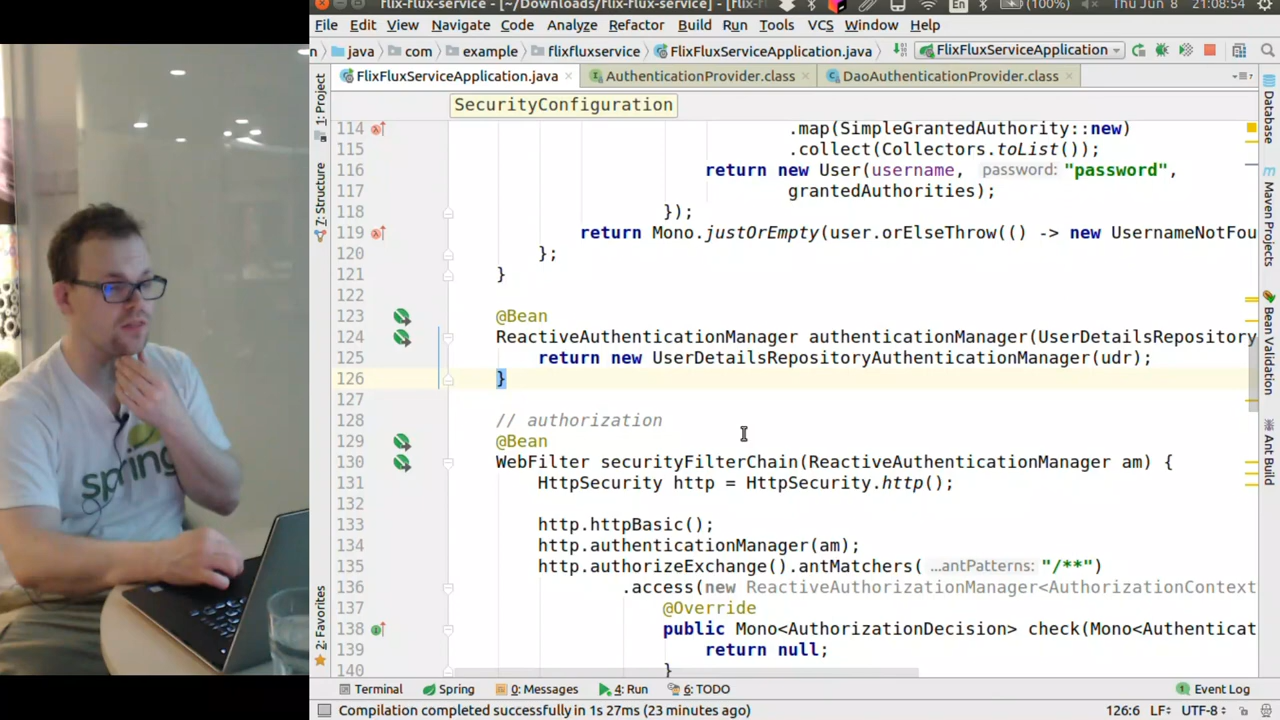 flix-flux-service - [~/Downloads/flix-flux-service] - [flix-f
En
(100%)
Thu Jun 8
21:08:54
File Edit View Navigate Code Analyze Refactor Build Run Tools VCS Window Help
n java com example flixfluxservice FlixFluxServiceApplication.java FlixFluxServiceApplication
FlixFluxServiceApplication.java AuthenticationProvider.class DaoAuthenticationProvider.class
SecurityConfiguration
114 .map(SimpleGrantedAuthority::new)
115 .collect(Collectors.toList());
116 return new User(username, password: "password",
117 grantedAuthorities);
118 });
119 return Mono.justOrEmpty(user.orElseThrow(() -> new UsernameNotFou
120 };
121 }
122
123 @Bean
124 ReactiveAuthenticationManager authenticationManager(UserDetailsRepository
125 return new UserDetailsRepositoryAuthenticationManager(udr);
126 }
127
128 // authorization
129 @Bean
130 WebFilter securityFilterChain(ReactiveAuthenticationManager am) {
131 HttpSecurity http = HttpSecurity.http();
132
133 http.httpBasic();
134 http.authenticationManager(am);
135 http.authorizeExchange().antMatchers( ...antPatterns: "/**")
136 .access(new ReactiveAuthorizationManager<AuthorizationContext
137 @Override
138 public Mono<AuthorizationDecision> check(Mono<Authenticat
139 return null;
140 }
1: Project
7: Structure
2: Favorites
Database
Maven Projects
Bean Validation
Ant Build
Terminal Spring 0: Messages 4: Run 6: TODO Event Log
Compilation completed successfully in 1s 27ms (23 minutes ago) 126:6 LF UTF-8
spring